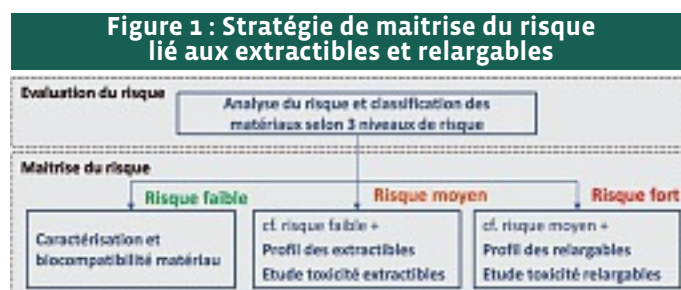 Figure 1 : Stratégie de maitrise du risque
lié aux extractibles et relargables
Evaluation du risque
Analyse du risque et classification des
matériaux selon 3 niveaux de risque
Maitrise du risque
Risque faible
Risque moyen
Risque fort
Caractérisation et
biocompatibilité matériau
cf. risque faible +
Profil des extractibles
Etude toxicité extractibles
cf. risque moyen +
Profil des relargables
Etude toxicité relargables